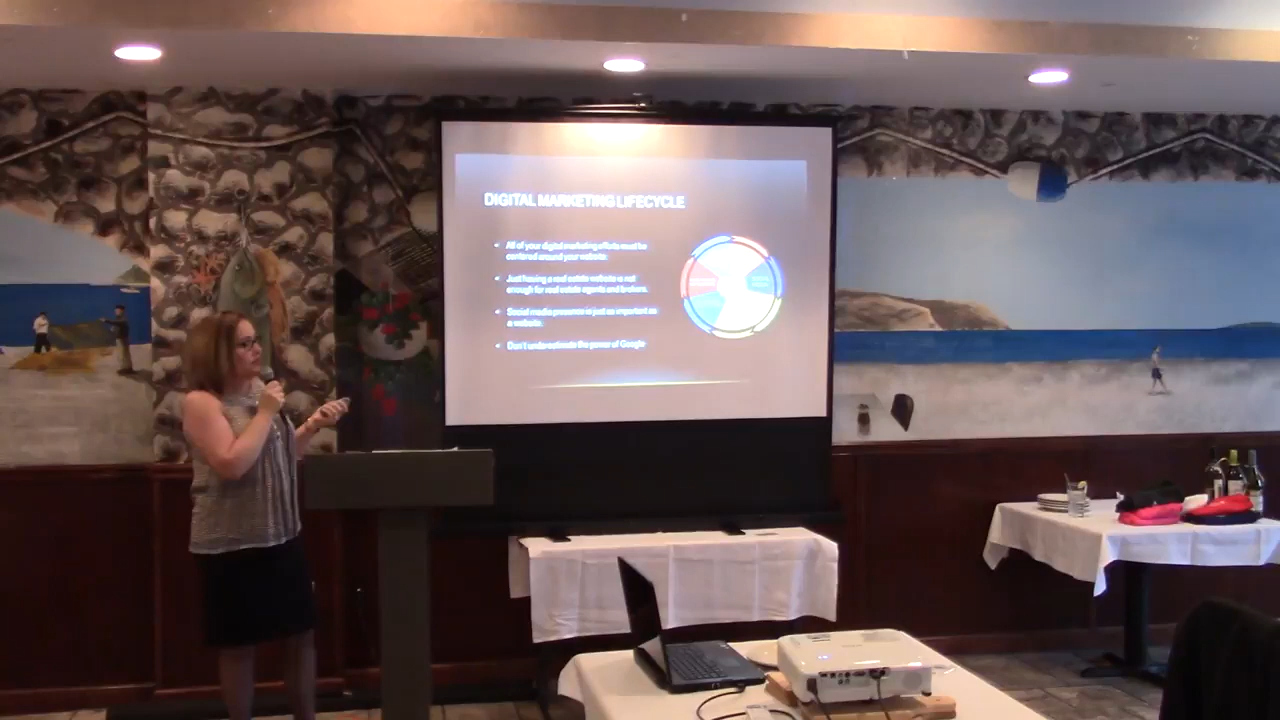 DIGITAL MARKETING LIFECYCLE
All of your digital marketing efforts must be
centered around your website.
Just having a real estate website is not
enough for real estate agents and brokers.
Social media presence is just as important as
a website.
Don't underestimate the power of Google